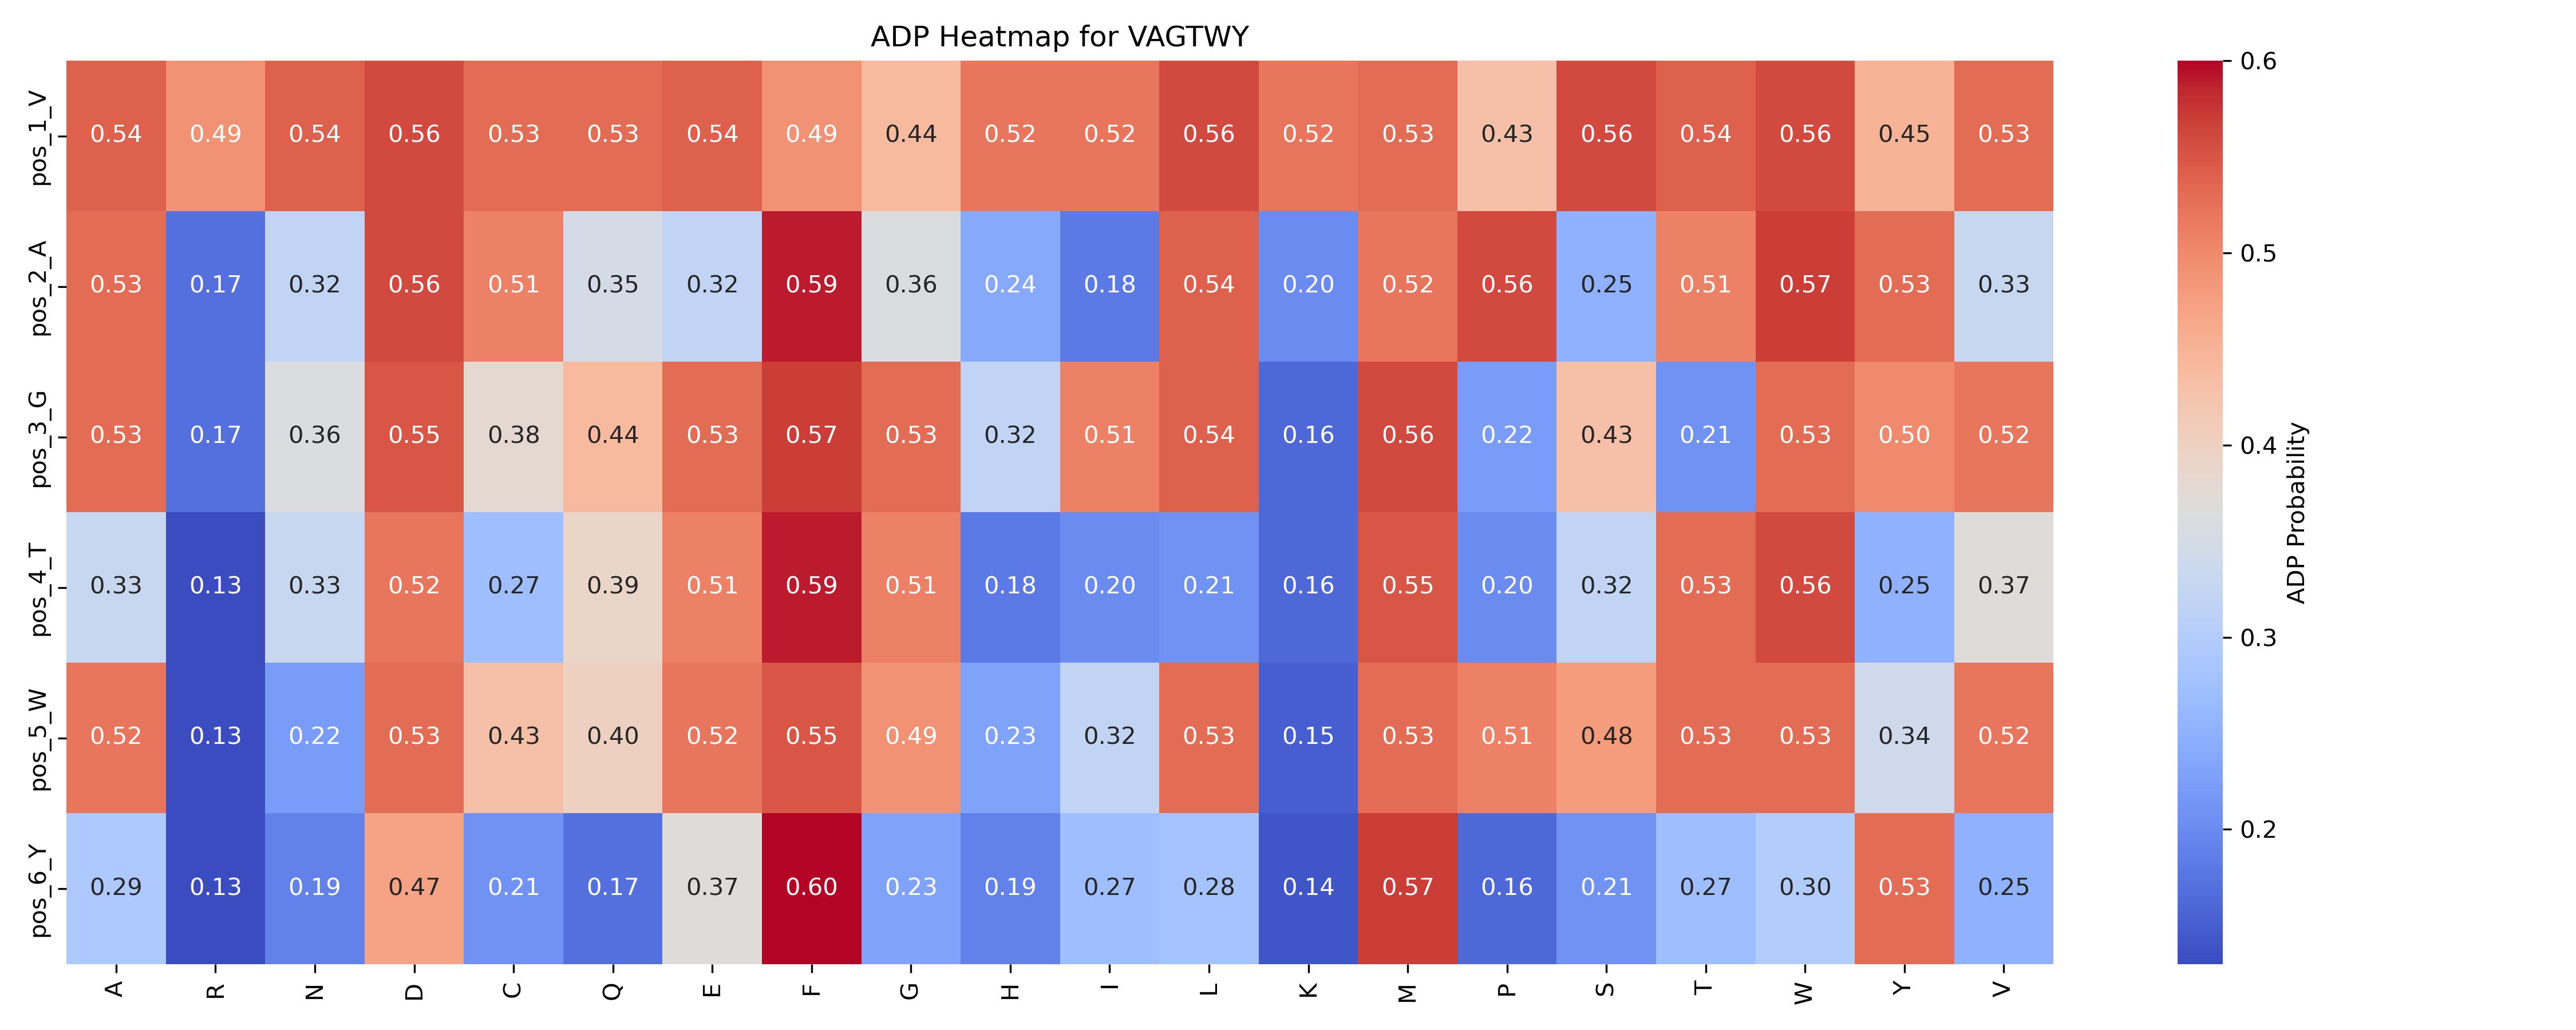 ADP Heatmap for VAGTWY
pos_1_V 0.54 0.49 0.54 0.56 0.53 0.53 0.54 0.49 0.44 0.52 0.52 0.56 0.52 0.53 0.43 0.56 0.54 0.56 0.45 0.53
pos_2_A 0.53 0.17 0.32 0.56 0.51 0.35 0.32 0.59 0.36 0.24 0.18 0.54 0.20 0.52 0.56 0.25 0.51 0.57 0.53 0.33
pos_3_G 0.53 0.17 0.36 0.55 0.38 0.44 0.53 0.57 0.53 0.32 0.51 0.54 0.16 0.56 0.22 0.43 0.21 0.53 0.50 0.52
pos_4_T 0.33 0.13 0.33 0.52 0.27 0.39 0.51 0.59 0.51 0.18 0.20 0.21 0.16 0.55 0.20 0.32 0.53 0.56 0.25 0.37
pos_5_W 0.52 0.13 0.22 0.53 0.43 0.40 0.52 0.55 0.49 0.23 0.32 0.53 0.15 0.53 0.51 0.48 0.53 0.53 0.34 0.52
pos_6_Y 0.29 0.13 0.19 0.47 0.21 0.17 0.37 0.60 0.23 0.19 0.27 0.28 0.14 0.57 0.16 0.21 0.27 0.30 0.53 0.25
A R N D C Q E F G H I L K M P S T W Y V
0.6
0.5
0.4
0.3
0.2
ADP Probability